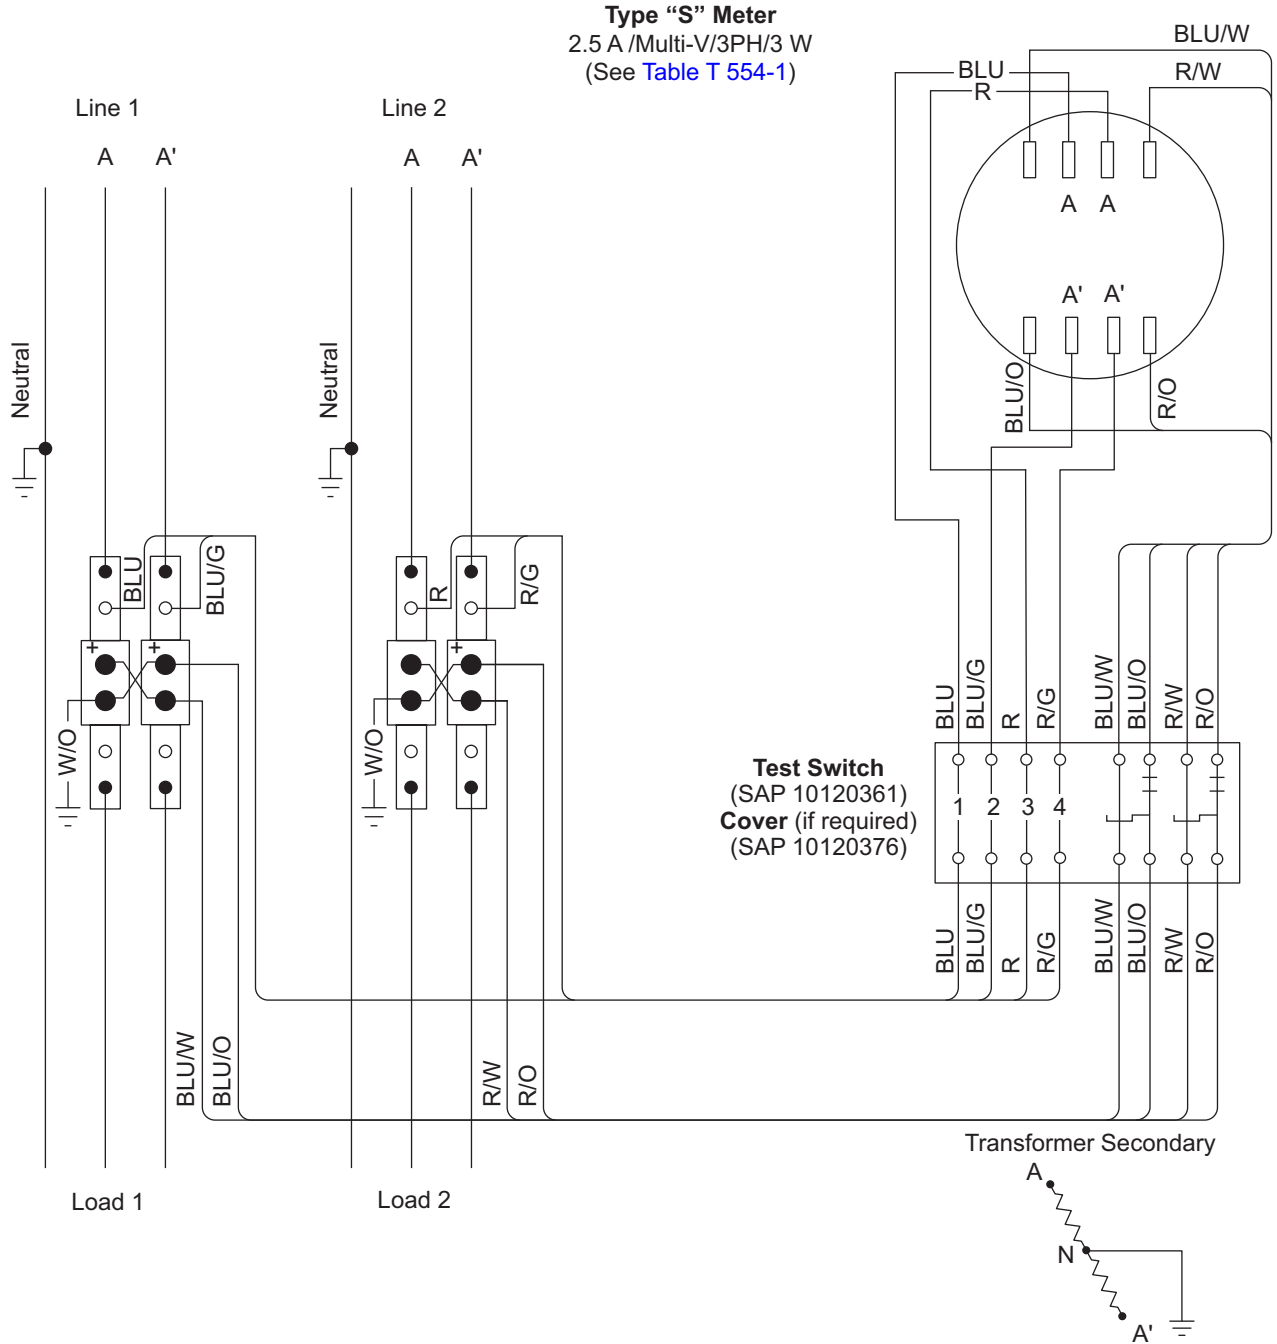 Type “S” Meter
2.5 A /Multi-V/3PH/3 W
(See Table T 554-1)
BLU/W
R/W
BLU
R
Line 1
Line 2
A
A'
A
A'
A
A
A'
A'
Neutral
Neutral
BLU/O
R/O
BLU
BLU/G
R
R/G
+
+
+
W/O
W/O
BLU
BLU/G
R
R/G
BLU/W
BLU/O
R/W
R/O
Test Switch
(SAP 10120361)
Cover (if required)
(SAP 10120376)
1
2
3
4
BLU
BLU/G
R
R/G
BLU/W
BLU/O
R/W
R/O
BLU/W
BLU/O
R/W
R/O
Load 1
Load 2
Transformer Secondary
A
N
A'